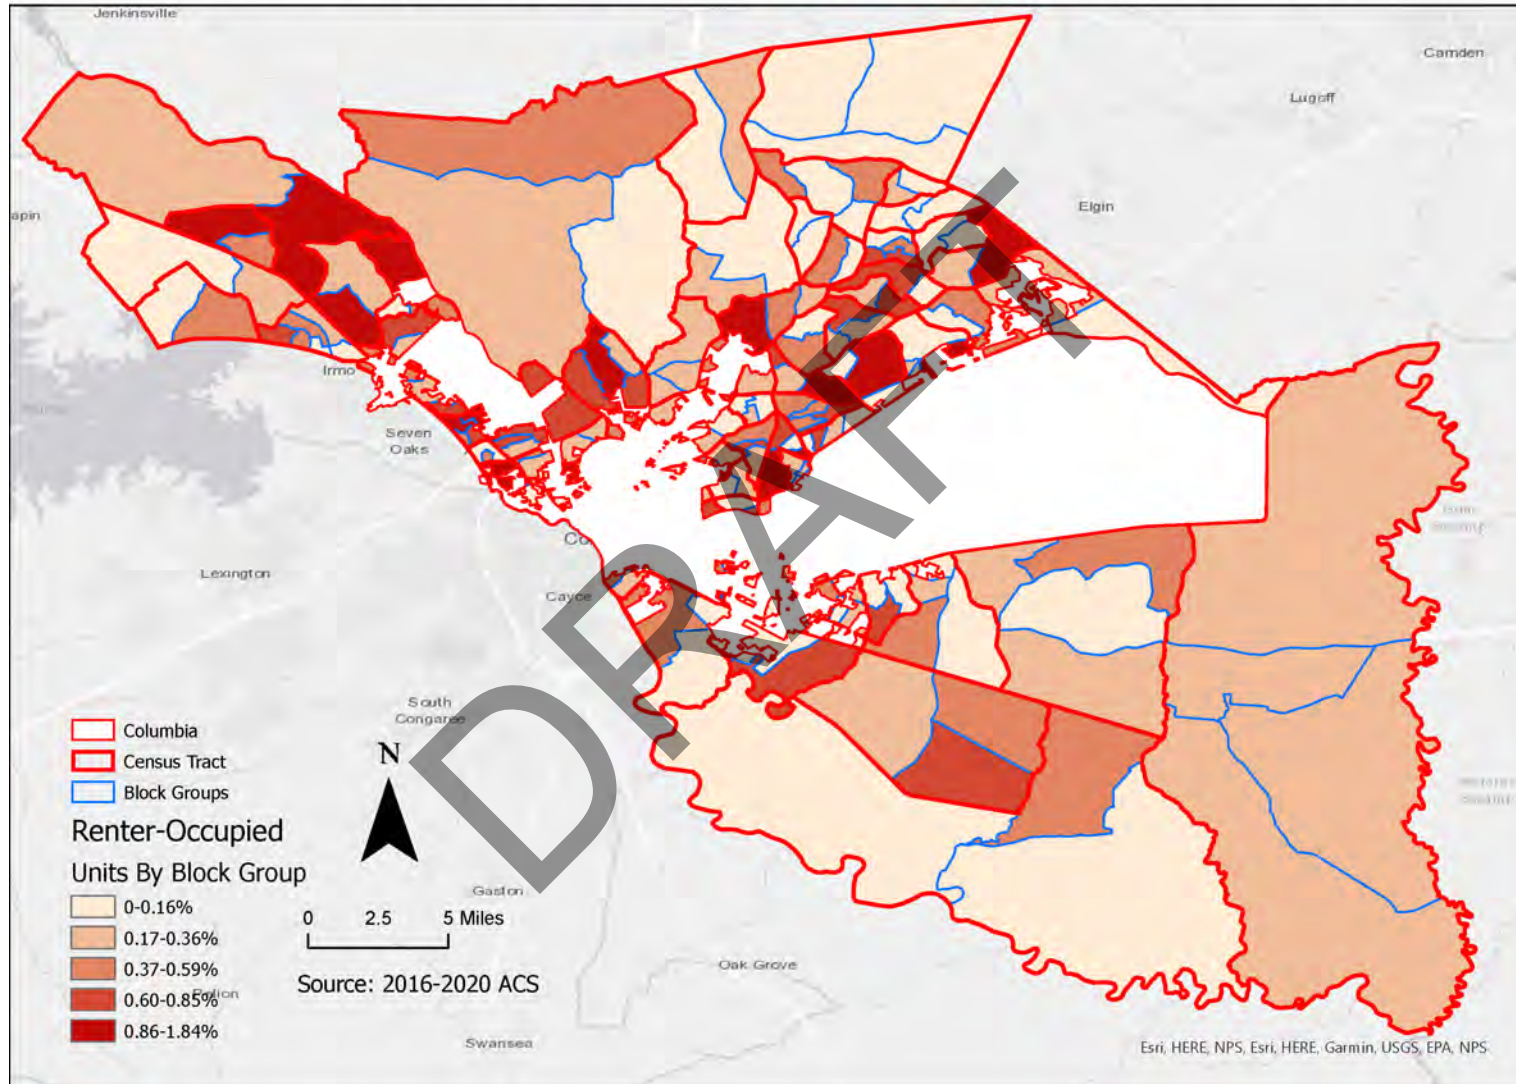 Jenkinsville
Camden
Lugoff
Elgin
apin
Irmo
Seven
Oaks
Co
Lexington
Cayce
South
Congaree
DRAFT
Columbia
Census Tract
Block Groups
N
Renter-Occupied
Units By Block Group
0-0.16%
0.17-0.36%
0.37-0.59%
0.60-0.85%
0.86-1.84%
0 2.5 5 Miles
Source: 2016-2020 ACS
Gaston
Oak Grove
Swansea
Esri, HERE, NPS, Esri, HERE, Garmin, USGS, EPA, NPS